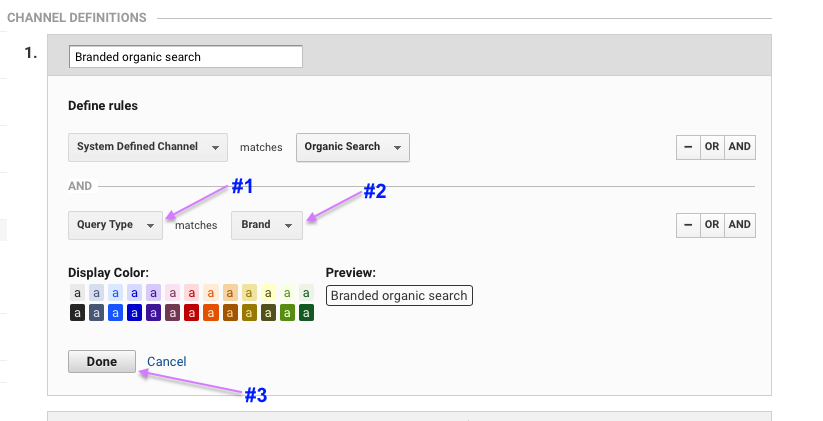 CHANNEL DEFINITIONS
1. Branded organic search
Define rules
System Defined Channel matches Organic Search − OR AND
AND #1 #2
Query Type matches Brand − OR AND
Display Color: Preview:
a a a a a a a a a a a a a
Branded organic search
a a a a a a a a a a a a a
Done Cancel
#3